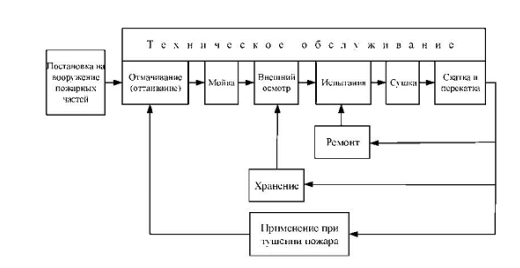 Техническое обслуживание
Постановка на
вооружение
пожарных
частей
Отмачивание
(оттаивание)
Мойка
Внешний
осмотр
Испытания
Сушка
Скатка и
перекатка
Ремонт
Хранение
Применение при
тушении пожара